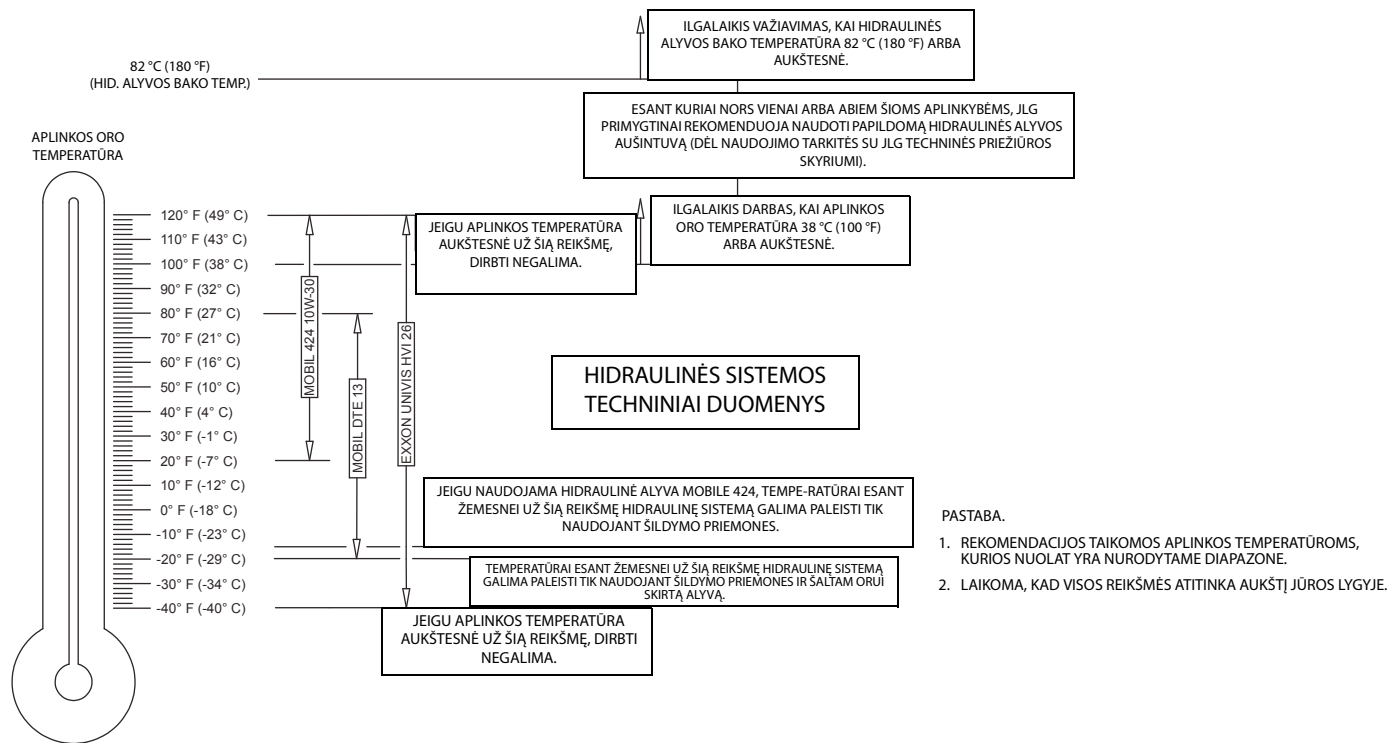 ILGALAIKIS VAŽIAVIMAS, KAI HIDRAULINĖS
ALYVOS BAKO TEMPERATŪRA 82 °C (180 °F) ARBA
AUKŠTESNĖ.
82 °C (180 °F)
(HID. ALYVOS BAKO TEMP.)
ESANT KURIAI NORS VIENAI ARBA ABIEM ŠIOMS APLINKYBĖMS, JLG
PRIMYGTINAI REKOMENDUOJA NAUDOTI PAPILDOMĄ HIDRAULINĖS ALYVOS
AUŠINTUVĄ (DĖL NAUDOJIMO TARKITĖS SU JLG TECHNINĖS PRIEŽIŪROS
SKYRIUMI).
APLINKOS ORO
TEMPERATŪRA
ILGALAIKIS DARBAS, KAI APLINKOS
ORO TEMPERATŪRA 38 °C (100 °F)
ARBA AUKŠTESNĖ.
JEIGU APLINKOS TEMPERATŪRA
AUKŠTESNĖ UŽ ŠIĄ REIKŠMĘ,
DIRBTI NEGALIMA.
120° F (49° C)
110° F (43° C)
100° F (38° C)
90° F (32° C)
80° F (27° C)
70° F (21° C)
60° F (16° C)
50° F (10° C)
40° F (4° C)
30° F (-1° C)
20° F (-7° C)
10° F (-12° C)
0° F (-18° C)
-10° F (-23° C)
-20° F (-29° C)
-30° F (-34° C)
-40° F (-40° C)
MOBIL 424 10W-30
MOBIL DTE 13
EXXON UNIVIS HVI 26
HIDRAULINĖS SISTEMOS
TECHNINIAI DUOMENYS
JEIGU NAUDOJAMA HIDRAULINĖ ALYVA MOBILE 424, TEMPE-RATŪRAI ESANT
ŽEMESNEI UŽ ŠIĄ REIKŠMĘ HIDRAULINĘ SISTEMĄ GALIMA PALEISTI TIK
NAUDOJANT ŠILDYMO PRIEMONES.
TEMPERATŪRAI ESANT ŽEMESNEI UŽ ŠIĄ REIKŠMĘ HIDRAULINĘ SISTEMĄ
GALIMA PALEISTI TIK NAUDOJANT ŠILDYMO PRIEMONES IR ŠALTAM ORUI
SKIRTĄ ALYVĄ.
JEIGU APLINKOS TEMPERATŪRA
AUKŠTESNĖ UŽ ŠIĄ REIKŠMĘ, DIRBTI
NEGALIMA.
PASTABA.
1. REKOMENDACIJOS TAIKOMOS APLINKOS TEMPERATŪROMS,
KURIOS NUOLAT YRA NURODYTAME DIAPAZONE.
2. LAIKOMA, KAD VISOS REIKŠMĖS ATITINKA AUKŠTĮ JŪROS LYGYJE.